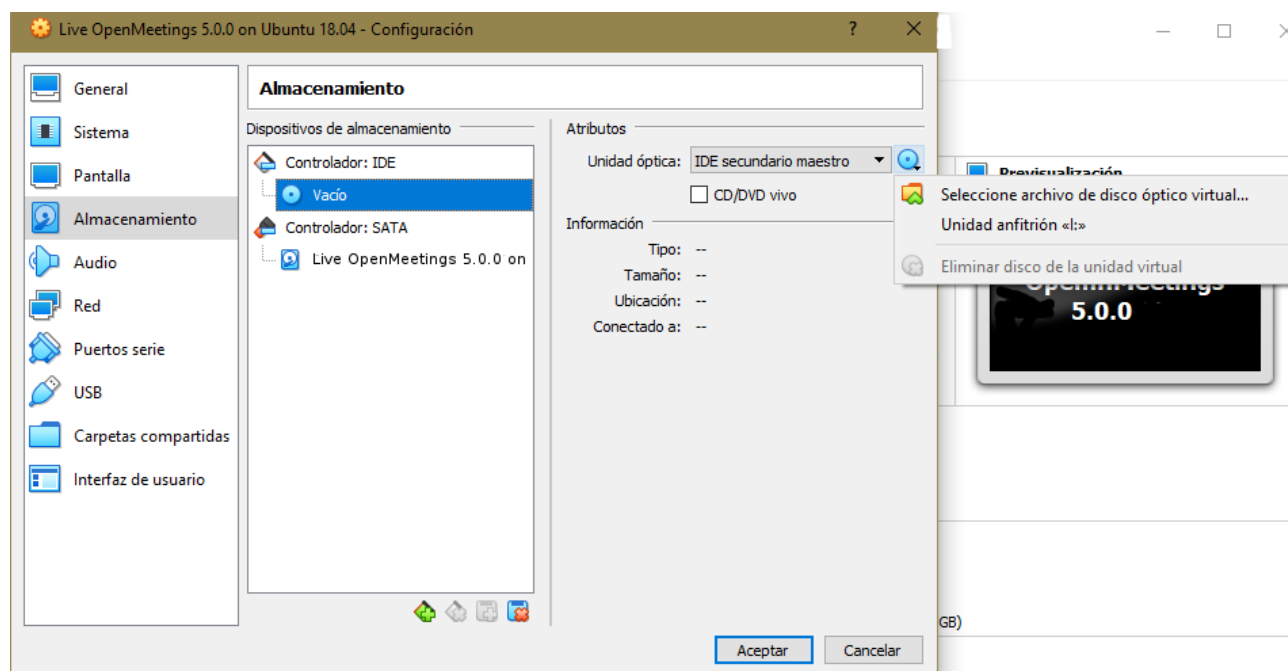 Live OpenMeetings 5.0.0 on Ubuntu 18.04 - Configuración
?
General
Sistema
Pantalla
Almacenamiento
Audio
Red
Puertos serie
USB
Carpetas compartidas
Interfaz de usuario
Almacenamiento
Dispositivos de almacenamiento
Controlador: IDE
Vacío
Controlador: SATA
Live OpenMeetings 5.0.0 on
Atributos
Unidad óptica: IDE secundario maestro
CD/DVD vivo
Información
Tipo: --
Tamaño: --
Ubicación: --
Conectado a: --
Aceptar
Cancelar
Previsualización
Seleccione archivo de disco óptico virtual...
Unidad anfitrión «I:»
Eliminar disco de la unidad virtual
5.0.0
GB)